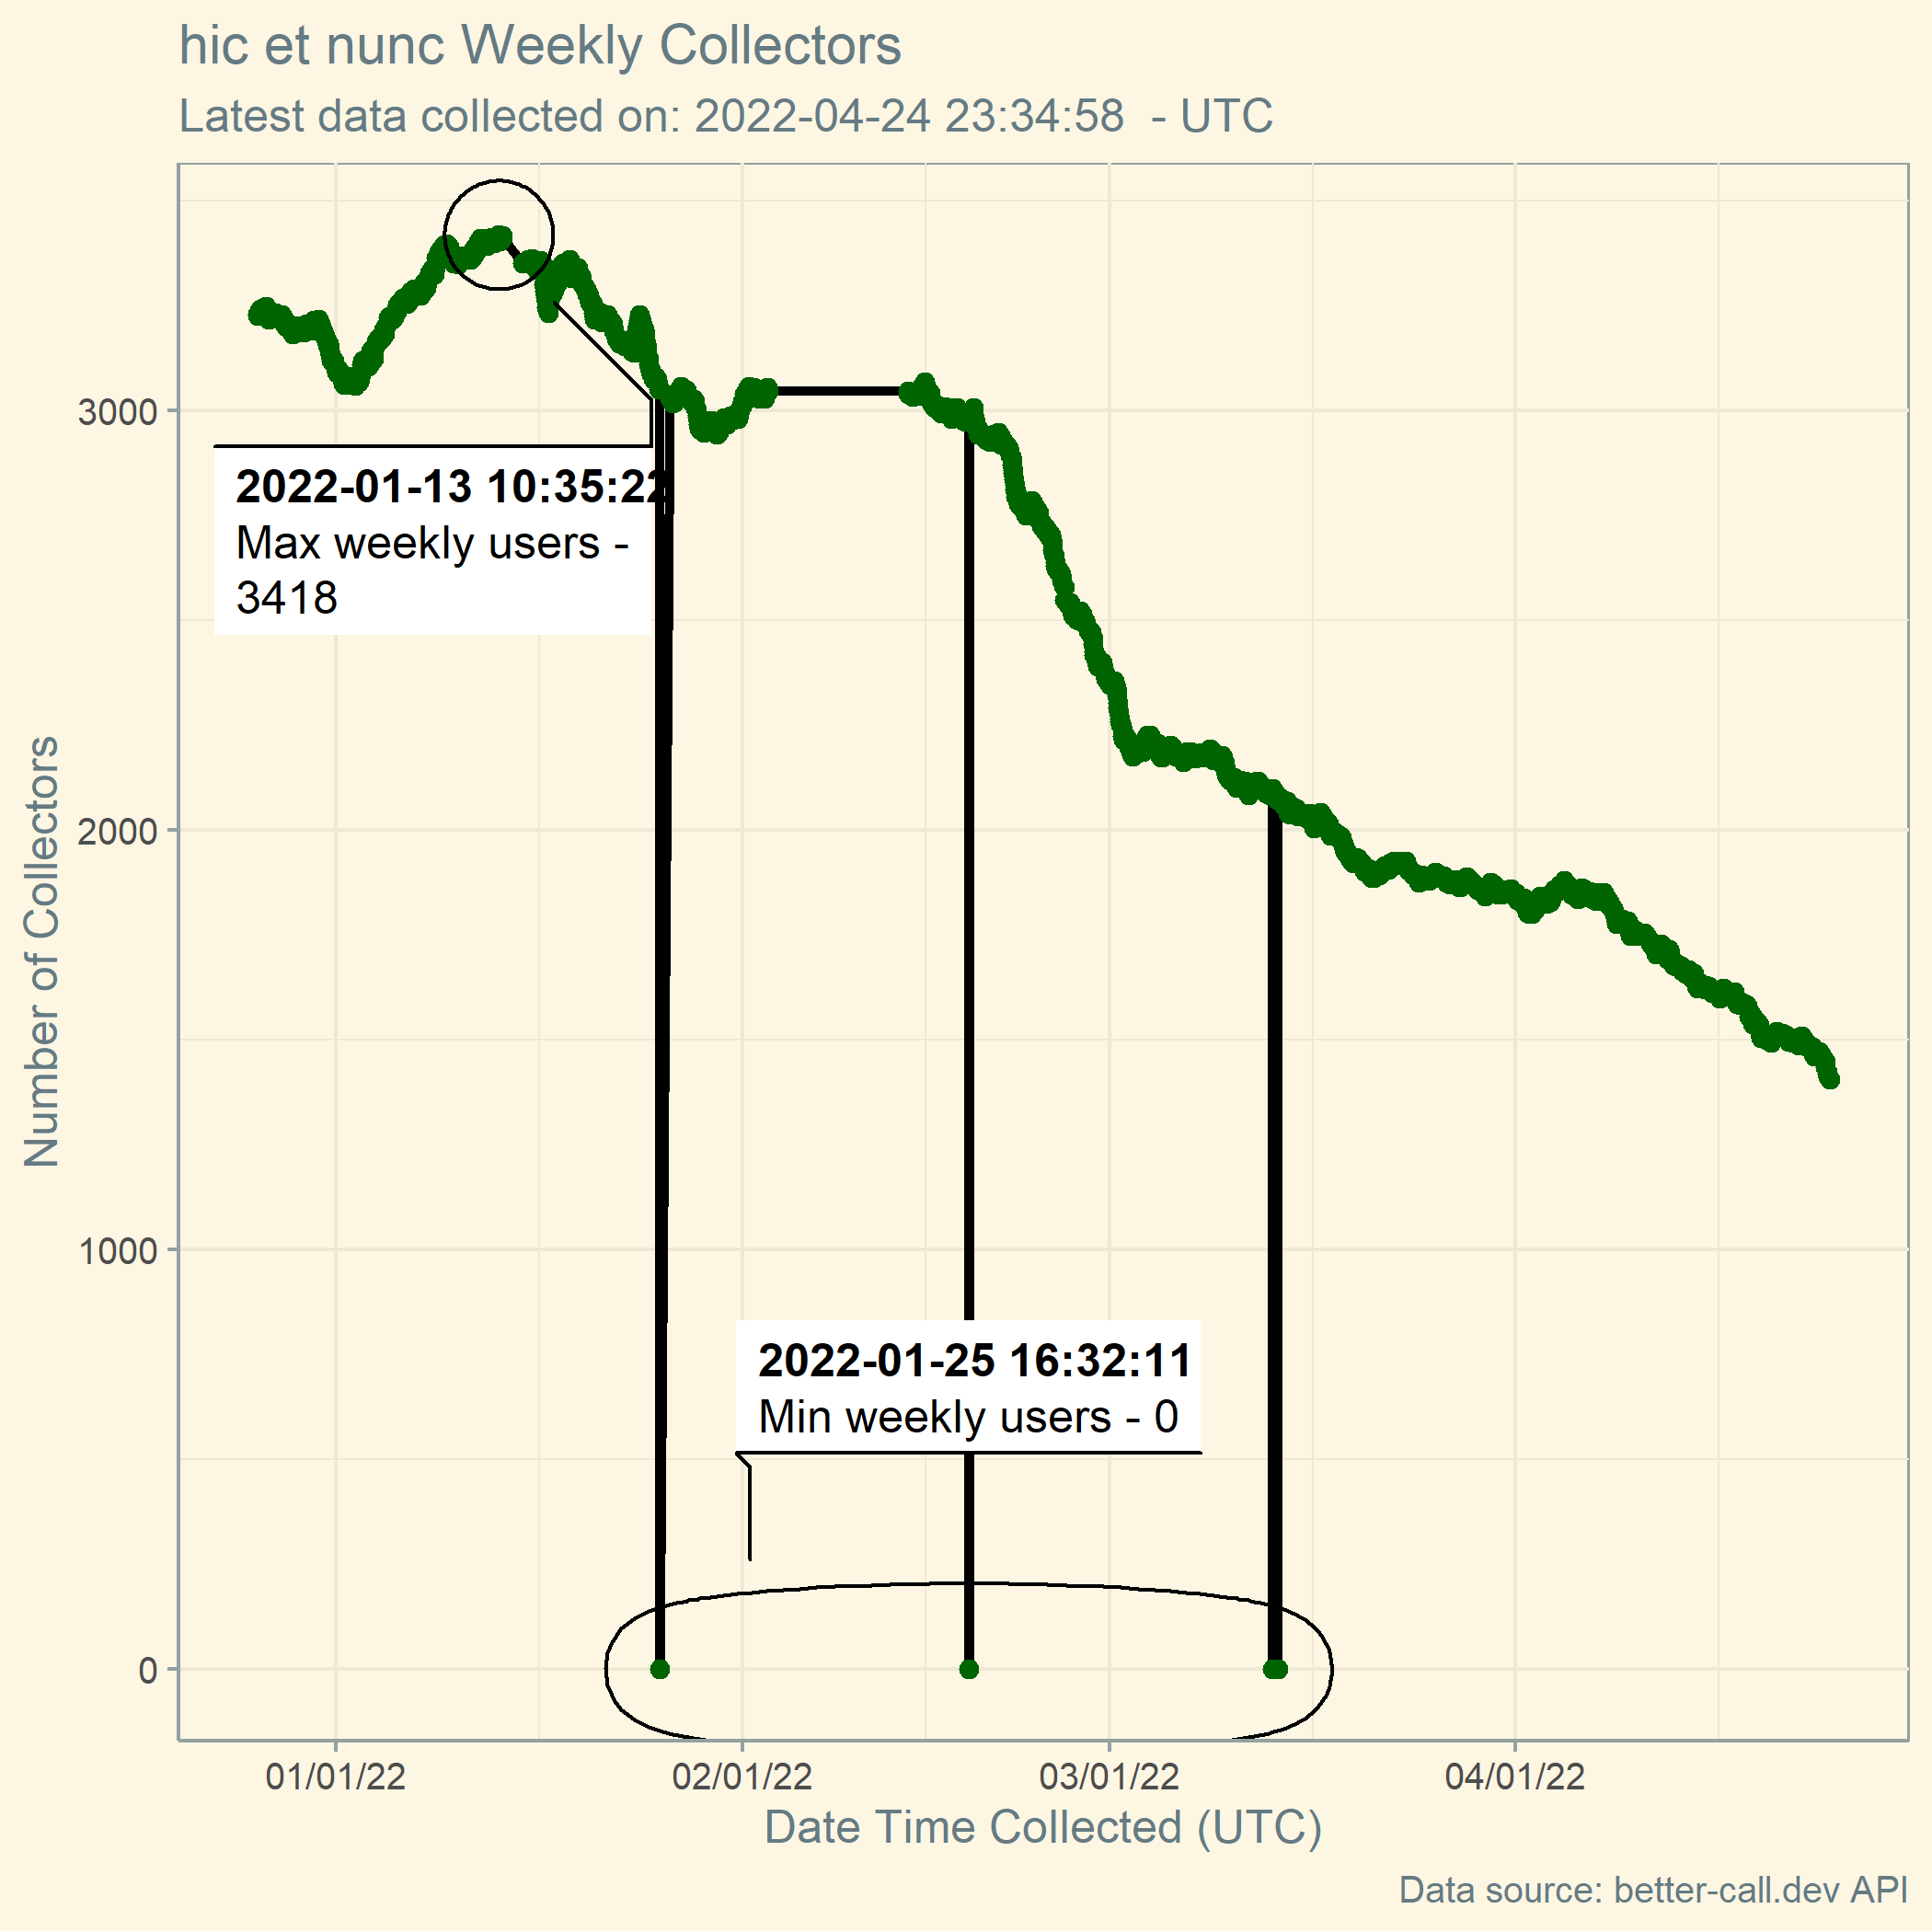 hic et nunc Weekly Collectors
Latest data collected on: 2022-04-24 23:34:58 - UTC
Number of Collectors
3000
2000
1000
0
2022-01-13 10:35:22
Max weekly users -
3418
2022-01-25 16:32:11
Min weekly users - 0
01/01/22
02/01/22
03/01/22
04/01/22
Date Time Collected (UTC)
Data source: better-call.dev API